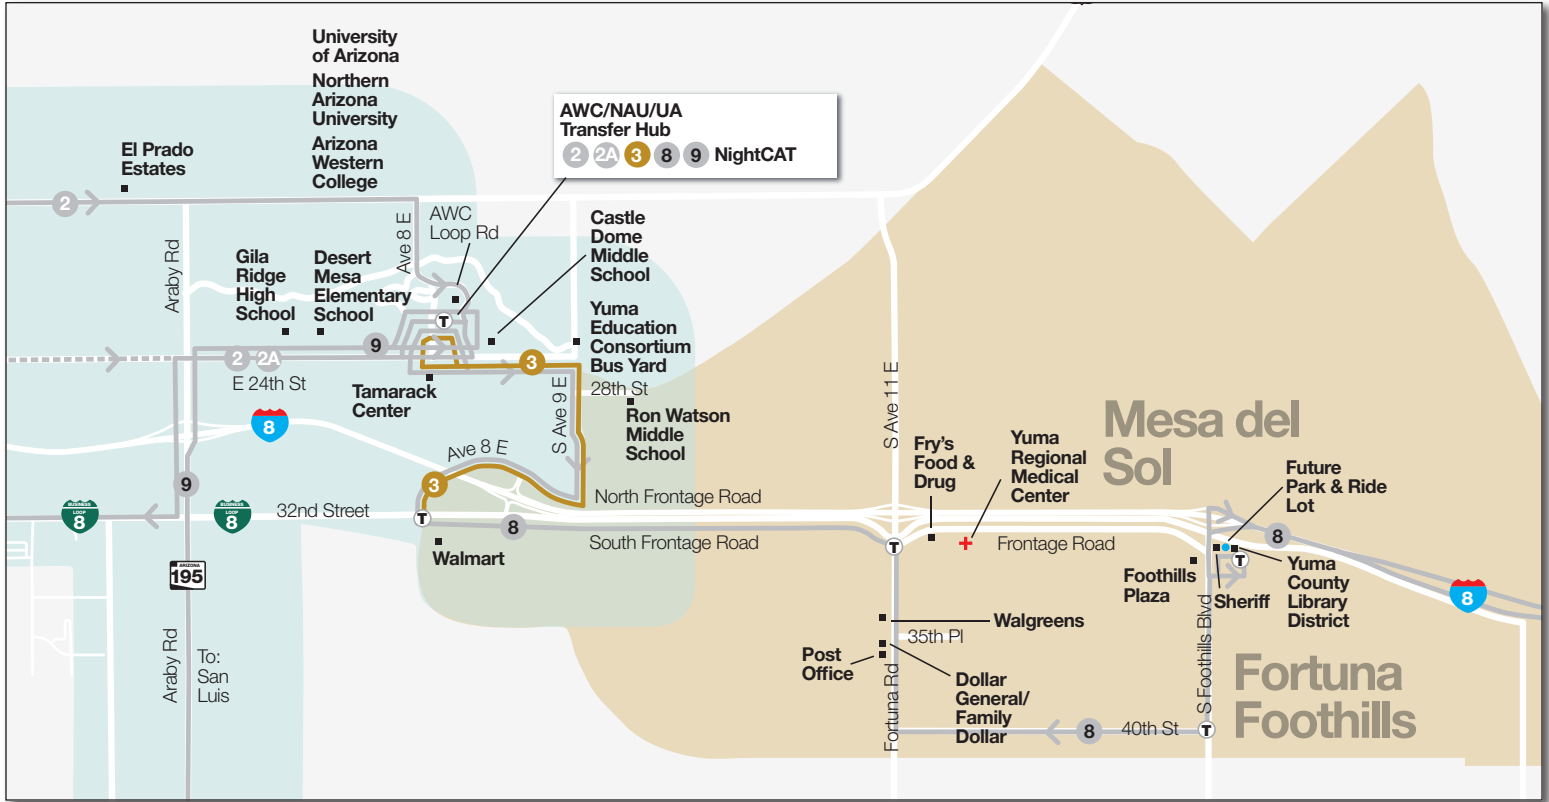 University
of Arizona
Northern
Arizona
University
Arizona
Western
College
AWC/NAU/UA
Transfer Hub
2 2A 3 8 9 NightCAT
El Prado
Estates
2
Araby Rd
Ave 8 E
AWC
Loop Rd
Castle
Dome
Middle
School
Gila
Ridge
High
School
Desert
Mesa
Elementary
School
T
Yuma
Education
Consortium
Bus Yard
9
2 2A
3
E 24th St
Tamarack
Center
28th St
S Ave 9 E
S Ave 11 E
8
Ron Watson
Middle
School
Ave 8 E
Mesa del
Sol
Fry's
Food &
Drug
Yuma
Regional
Medical
Center
Future
Park & Ride
Lot
9
3
North Frontage Road
BUSINESS
LOOP
8
BUSINESS
LOOP
8
32nd Street
T
8
South Frontage Road
Walmart
T
Frontage Road
8
T
ARIZONA
195
Foothills
Plaza
Sheriff
Yuma
County
Library
District
8
Walgreens
35th Pl
Post
Office
Dollar
General/
Family
Dollar
Araby Rd
To:
San
Luis
Fortuna Rd
S Foothills Blvd
Fortuna
Foothills
8
40th St
T